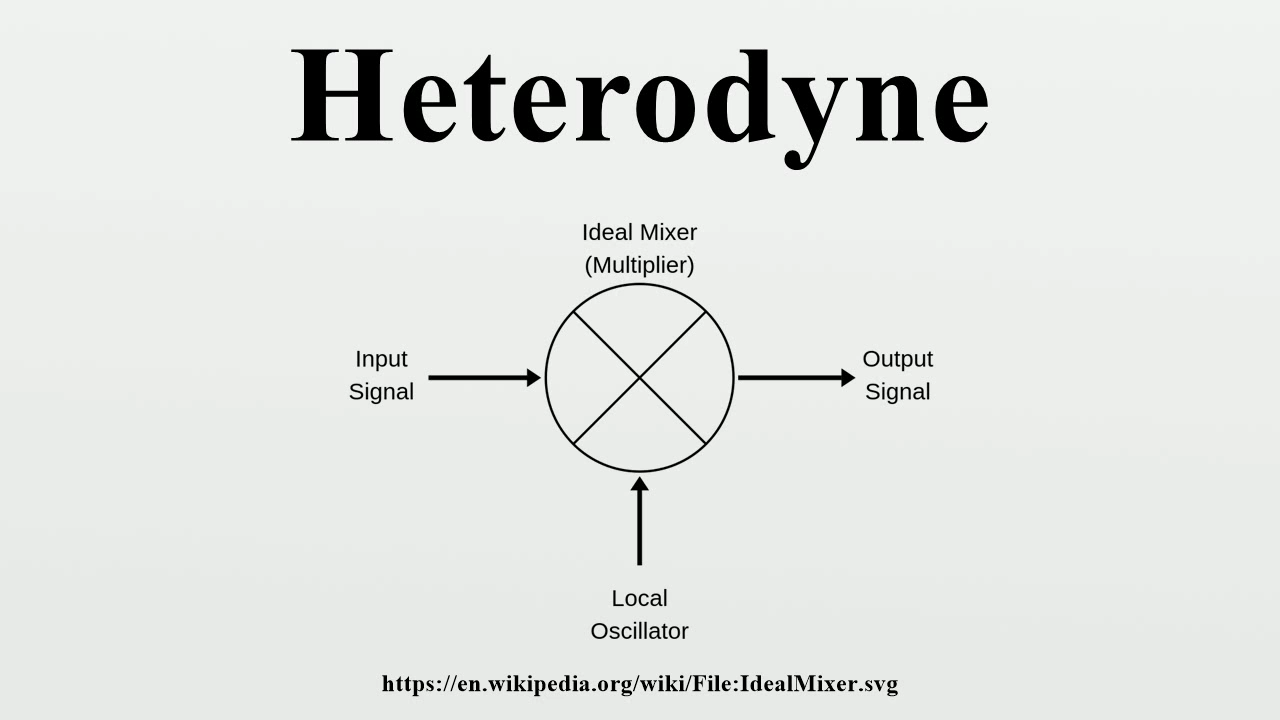 Heterodyne
Ideal Mixer
(Multiplier)
Input
Signal
Output
Signal
Local
Oscillator
https://en.wikipedia.org/wiki/File:IdealMixer.svg